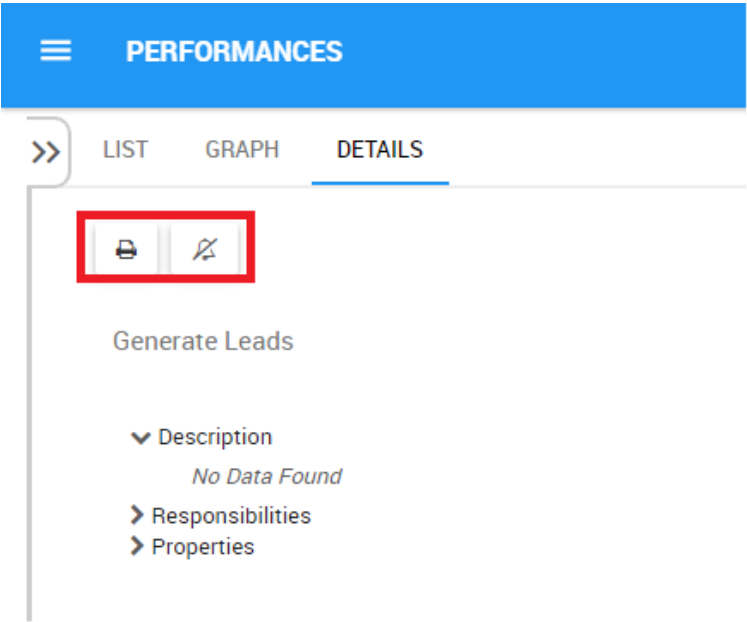 PERFORMANCES
LIST GRAPH DETAILS
Generate Leads
Description
No Data Found
Responsibilities
Properties